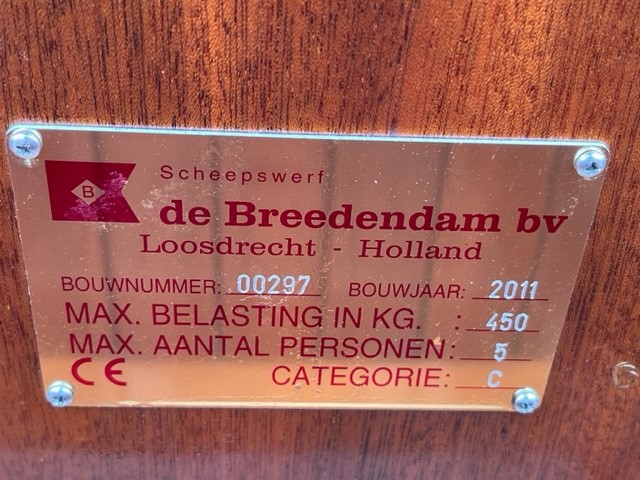 B
Scheepswerf
de Breedendam bv
Loosdrecht - Holland
BOUWNUMMER: 00297 BOUWJAAR: 2011
MAX. BELASTING IN KG. : 450
MAX. AANTAL PERSONEN: 5
CE CATEGORIE: C